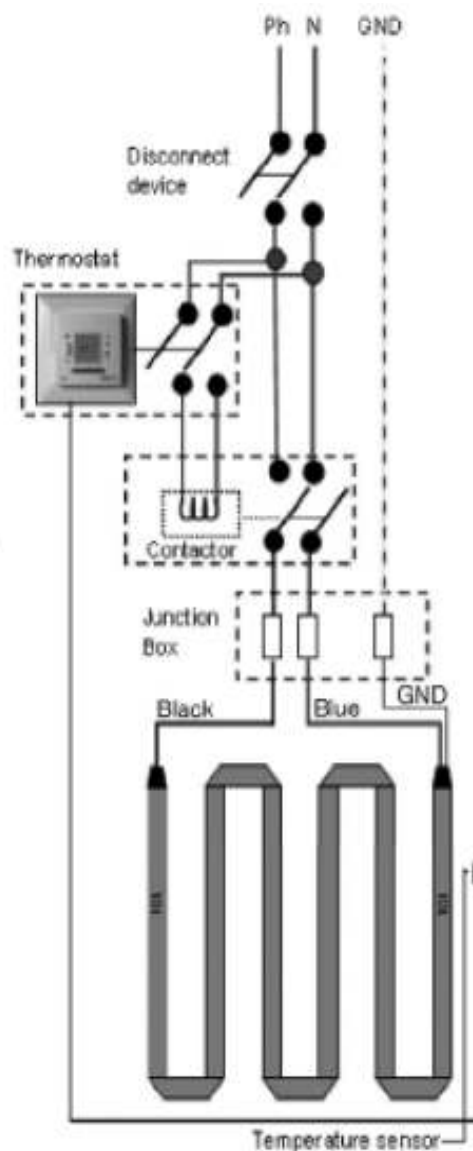 Ph N GND
Disconnect
device
Thermostat
Contactor
Junction
Box
Black
Blue
GND
Temperature sensor